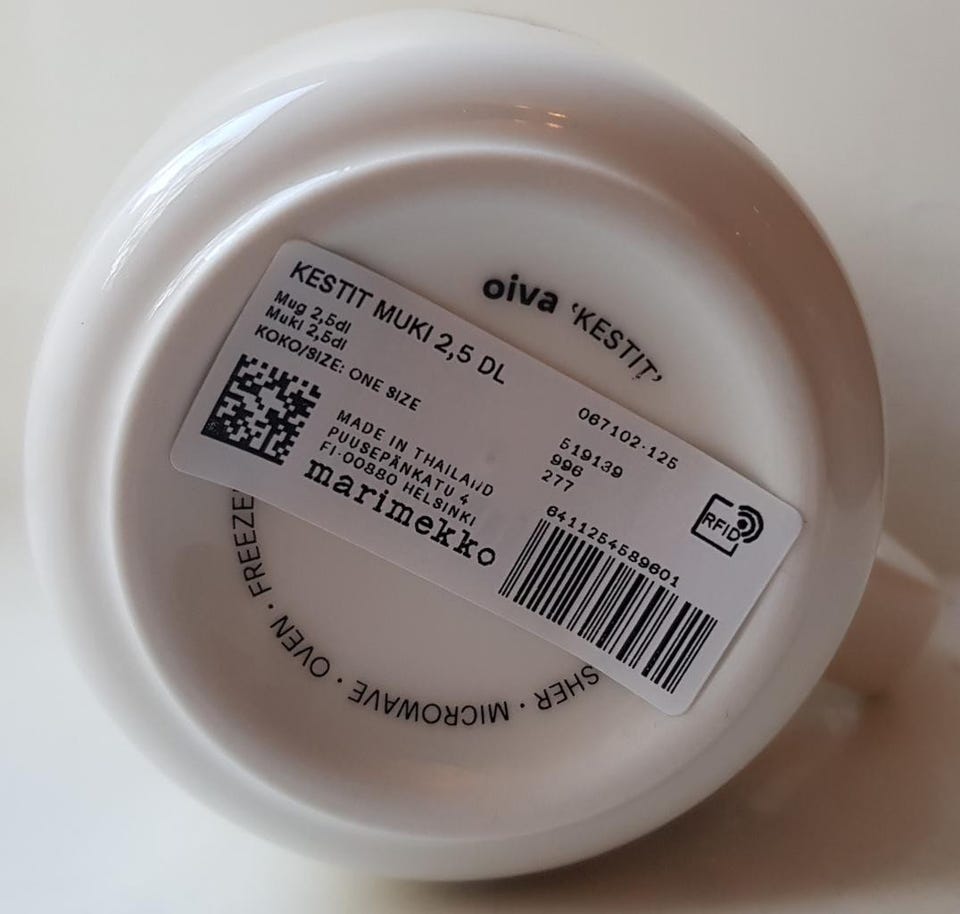 oiva 'KESTIT'
KESTIT MUKI 2,5 DL
Mug 2,5dl
Muki 2,5dl
KOKO/SIZE: ONE SIZE
MADE IN THAILAND
PUUSEPÄNKATU 4
FI-00880 HELSINKI
marimekko
067102-125
519139
996
277
6411254589601
RFID
SHER · MICROWAVE · OVEN · FREEZE